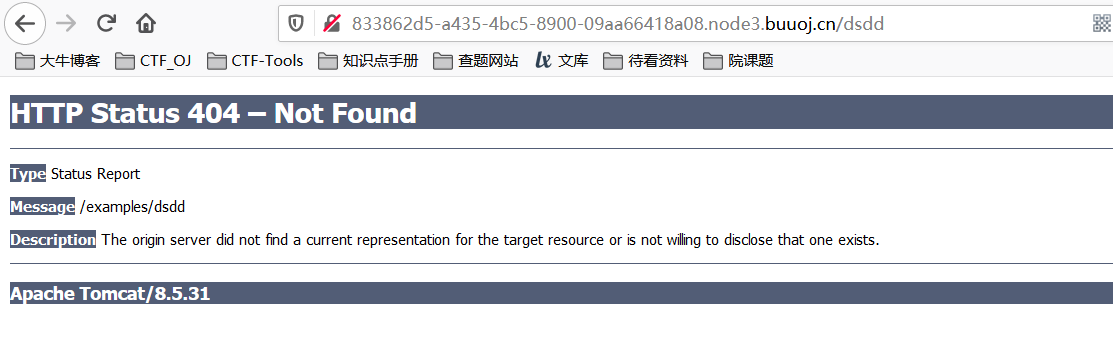 833862d5-a435-4bc5-8900-09aa66418a08.node3.buuoj.cn/dsdd
大牛博客 CTF_OJ CTF-Tools 知识点手册 查题网站 lx 文库 待看资料 院课题
HTTP Status 404 – Not Found
Type Status Report
Message /examples/dsdd
Description The origin server did not find a current representation for the target resource or is not willing to disclose that one exists.
Apache Tomcat/8.5.31